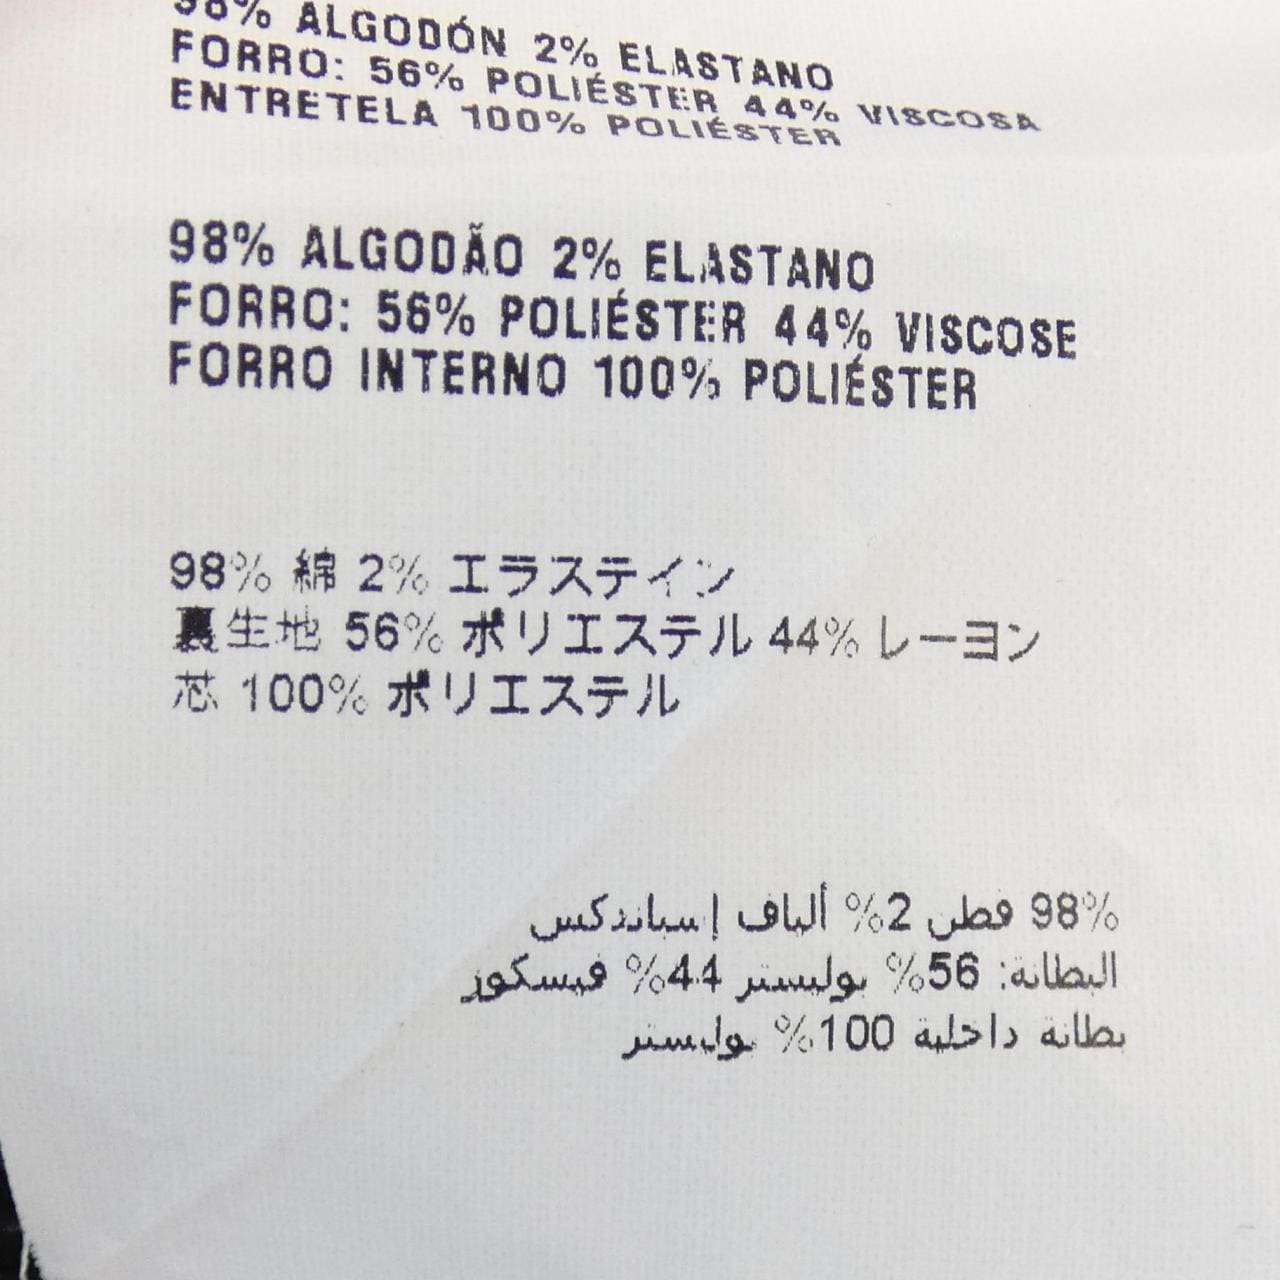 98% ALGODÓN 2% ELASTANO
FORRO: 56% POLIÉSTER 44% VISCOSA
ENTRETELA 100% POLIÉSTER
98% ALGODÃO 2% ELASTANO
FORRO: 56% POLIÉSTER 44% VISCOSE
FORRO INTERNO 100% POLIÉSTER
98% 綿 2% エラステイン
裏生地 56% ポリエステル 44% レーヨン
芯 100% ポリエステル
98% قطن 2% ألياف إسباندكس
البطانة: 56% بوليستر 44% فيسكوز
بطانة داخلية 100% بوليستر